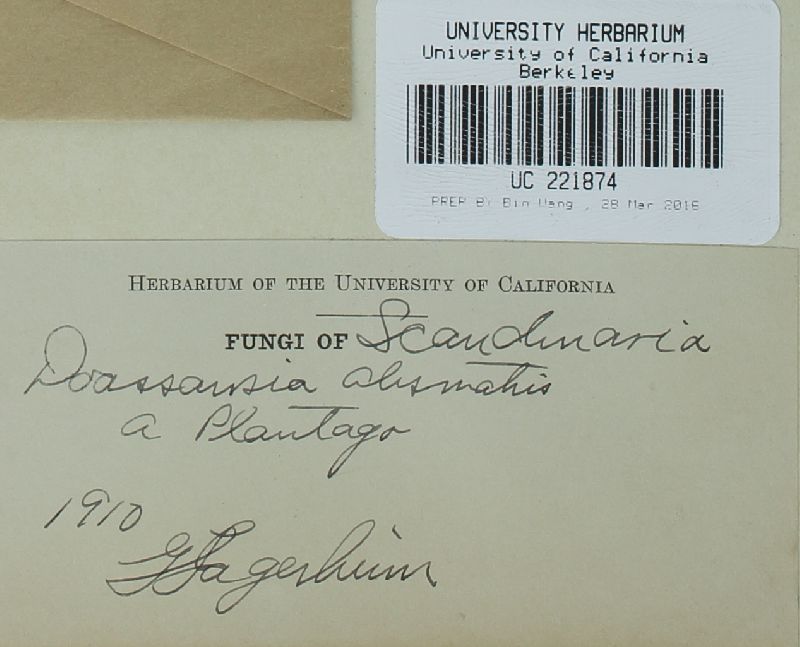 UNIVERSITY HERBARIUM
University of California
Berkeley
UC 221874
PREP By Bin Wang , 28 Mar 2016
HERBARIUM OF THE UNIVERSITY OF CALIFORNIA
FUNGI OF Scandinavia
Doassansia alismatis
a Plantago
1910
G Lagerheim